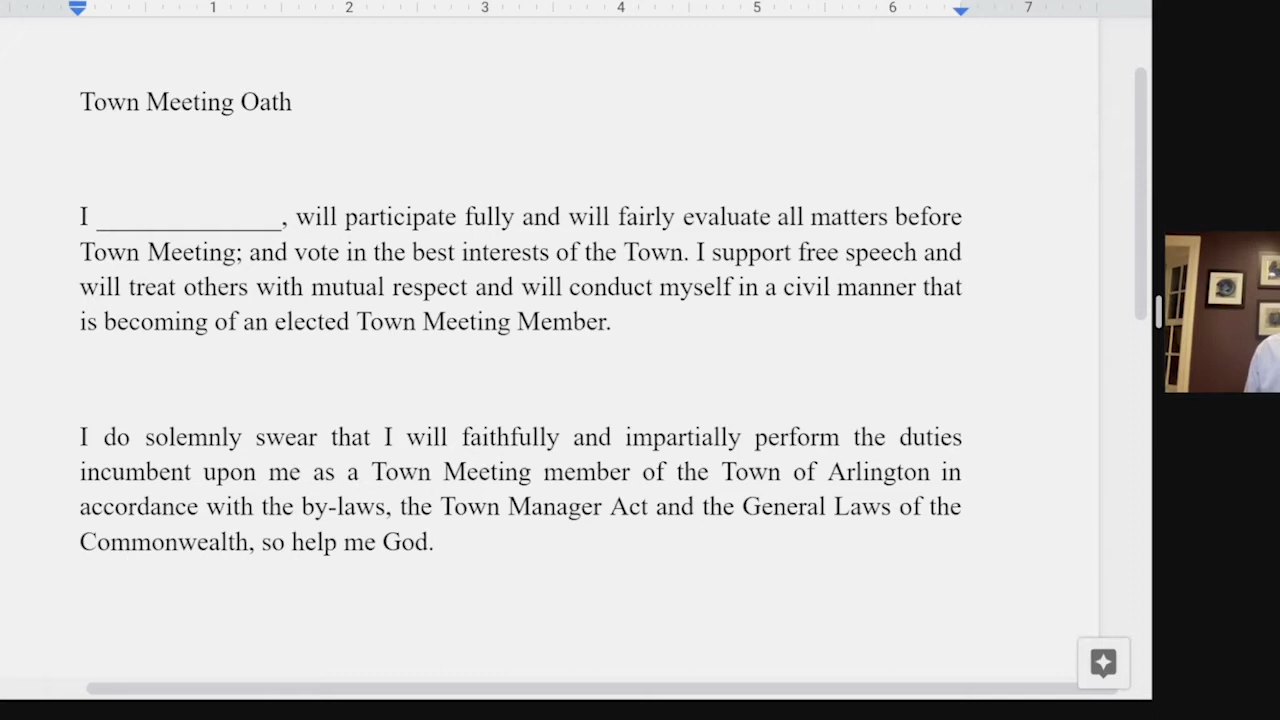 1 2 3 4 5 6 7
Town Meeting Oath
I ______________, will participate fully and will fairly evaluate all matters before
Town Meeting; and vote in the best interests of the Town. I support free speech and
will treat others with mutual respect and will conduct myself in a civil manner that
is becoming of an elected Town Meeting Member.
I do solemnly swear that I will faithfully and impartially perform the duties
incumbent upon me as a Town Meeting member of the Town of Arlington in
accordance with the by-laws, the Town Manager Act and the General Laws of the
Commonwealth, so help me God.